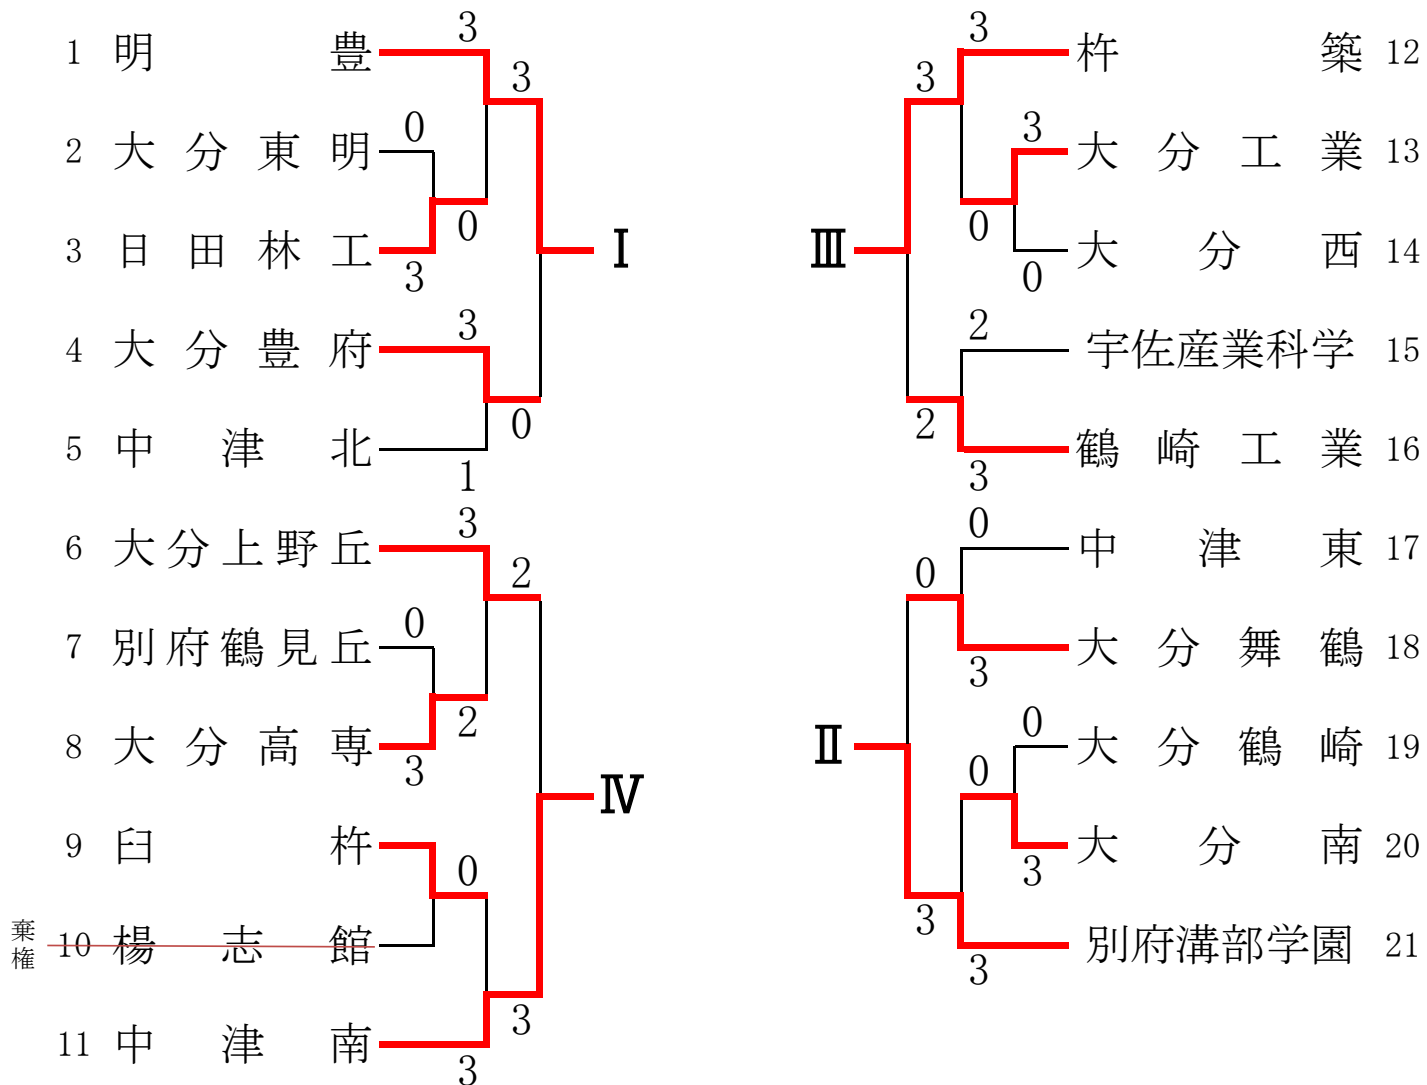 3
1 明豊
3
0
2 大分東明
0
3 日田林工
3
Ⅰ
3
4 大分豊府
0
5 中津北
1
3
6 大分上野丘
2
0
7 別府鶴見丘
2
8 大分高専
3
Ⅳ
9 臼杵
0
棄権
10 楊志館
3
11 中津南
3
3
杵築 12
3
3
大分工業 13
0
大分西 14
0
Ⅲ
2
宇佐産業科学 15
2
鶴崎工業 16
3
0
中津東 17
0
大分舞鶴 18
3
0
大分鶴崎 19
Ⅱ
0
大分南 20
3
3
別府溝部学園 21
3